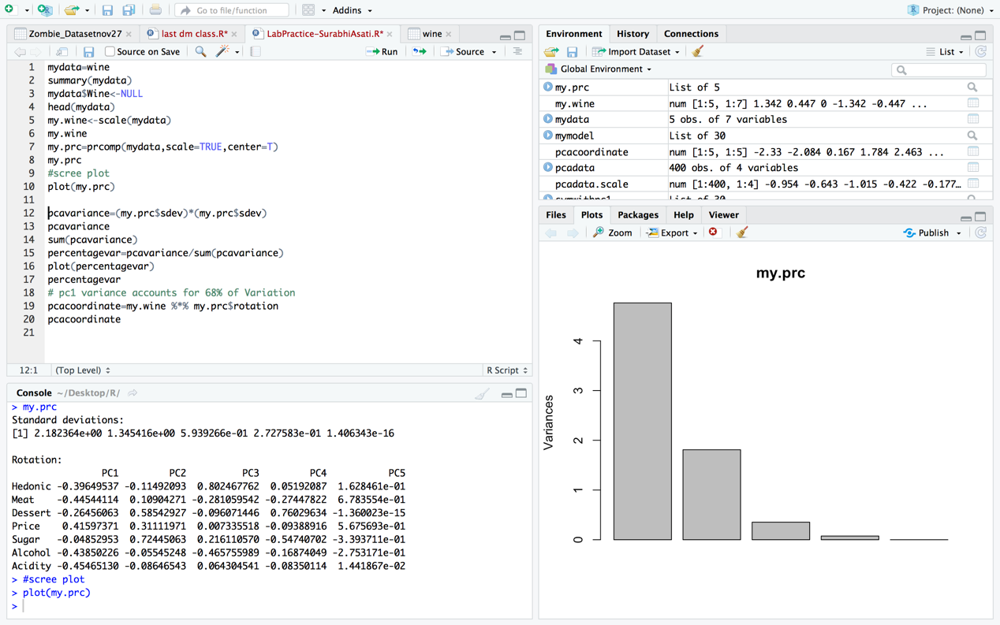 Go to file/function
Addins
Project: (None)
Zombie_Datasetnov27
last dm class.R*
LabPractice-SurabhiAsati.R*
wine
Source on Save
Run
Source
1 mydata=wine
2 summary(mydata)
3 mydata$Wine<-NULL
4 head(mydata)
5 my.wine<-scale(mydata)
6 my.wine
7 my.prc=prcomp(mydata,scale=TRUE,center=T)
8 my.prc
9 #scree plot
10 plot(my.prc)
11
12 pcavariance=(my.prc$sdev)*(my.prc$sdev)
13 pcavariance
14 sum(pcavariance)
15 percentagevar=pcavariance/sum(pcavariance)
16 plot(percentagevar)
17 percentagevar
18 # pc1 variance accounts for 68% of Variation
19 pcacoordinate=my.wine %*% my.prc$rotation
20 pcacoordinate
21
12:1 (Top Level) R Script
Console ~/Desktop/R/
> my.prc
Standard deviations:
[1] 2.182364e+00 1.345416e+00 5.939266e-01 2.727583e-01 1.406343e-16
Rotation:
PC1 PC2 PC3 PC4 PC5
Hedonic -0.39649537 -0.11492093 0.802467762 0.05192087 1.628461e-01
Meat -0.44544114 0.10904271 -0.281059542 -0.27447822 6.783554e-01
Dessert -0.26456063 0.58542927 -0.096071446 0.76029634 -1.360023e-15
Price 0.41597371 0.31111971 0.007335518 -0.09388916 5.675693e-01
Sugar -0.04852953 0.72445063 0.216110570 -0.54740702 -3.393711e-01
Alcohol -0.43850226 -0.05545248 -0.465755989 -0.16874049 -2.753171e-01
Acidity -0.45465130 -0.08646543 0.064304541 -0.08350114 1.441867e-02
> #scree plot
> plot(my.prc)
>
Environment History Connections
Import Dataset
List
Global Environment
my.prc List of 5
my.wine num [1:5, 1:7] 1.342 0.447 0 -1.342 -0.447 ...
mydata 5 obs. of 7 variables
mymodel List of 30
pcacoordinate num [1:5, 1:5] -2.33 -2.084 0.167 1.784 2.463 ...
pcadata 400 obs. of 4 variables
pcadata.scale num [1:400, 1:4] -0.954 -0.643 -1.015 -0.422 -0.177…
List of 30
Files Plots Packages Help Viewer
Zoom Export Publish
my.prc
Variances
4
3
2
1
0